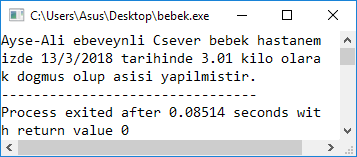 C:\Users\Asus\Desktop\bebek.exe
Ayse-Ali ebeveynli Csever bebek hastanem
izde 13/3/2018 tarihinde 3.01 kilo olara
k dogmus olup asisi yapilmistir.
--------------------------------
Process exited after 0.08514 seconds wit
h return value 0